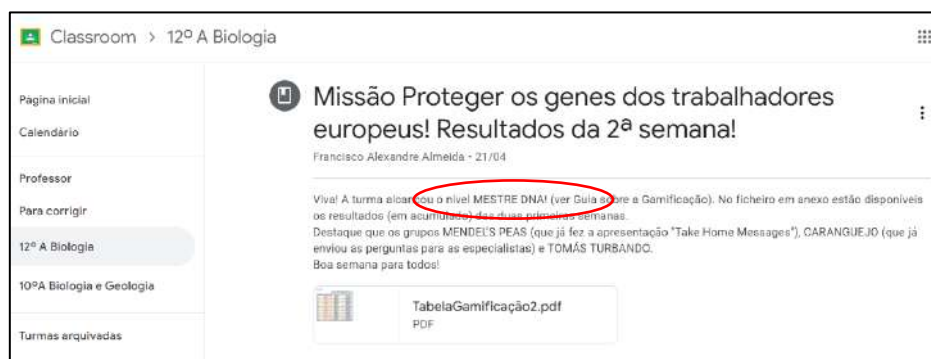 Classroom > 12º A Biologia
Página inicial
Calendário
Professor
Para corrigir
12º A Biologia
10ºA Biologia e Geologia
Turmas arquivadas
Missão Proteger os genes dos trabalhadores
europeus! Resultados da 2ª semana!
Francisco Alexandre Almeida - 21/04
Viva! A turma alcançou o nível MESTRE DNA! (ver Guia sobre a Gamificação). No ficheiro em anexo estão disponíveis
os resultados (em acumulado) das duas primeiras semanas.
Destaque que os grupos MENDEL'S PEAS (que já fez a apresentação "Take Home Messages"), CARANGUEJO (que já
enviou as perguntas para as especialistas) e TOMÁS TURBANDO.
Boa semana para todos!
TabelaGamificação2.pdf
PDF